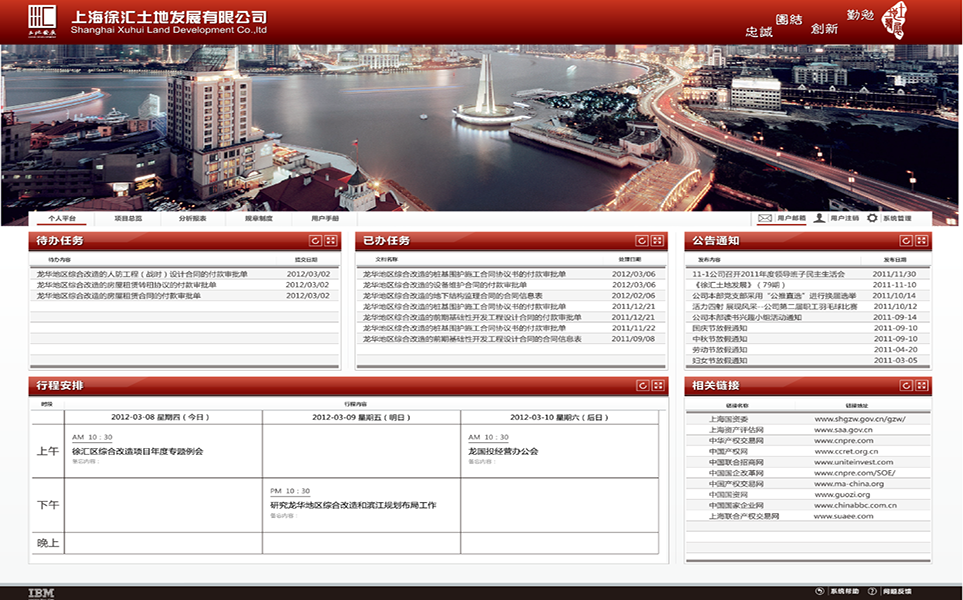 上海徐汇土地发展有限公司
Shanghai Xuhui Land Development Co.,ltd
忠誠 團結 創新 勤勉
个人平台 项目总览 分析报表 规章制度 用户手册 用户邮箱 用户注销 系统管理
待办任务
待办内容 提交日期
龙华地区综合改造的人防工程（战时）设计合同的付款审批单 2012/03/02
龙华地区综合改造的房屋租赁转租协议的付款审批单 2012/03/02
龙华地区综合改造的房屋租赁合同的付款审批单 2012/03/02
已办任务
文档名称 处理日期
龙华地区综合改造的桩基围护施工合同协议书的付款审批单 2012/03/06
龙华地区综合改造的设备维护合同的付款审批单 2012/03/06
龙华地区综合改造的地下结构监理合同的合同信息表 2012/02/06
龙华地区综合改造的桩基围护施工合同协议书的付款审批单 2011/12/21
龙华地区综合改造的前期基础性开发工程设计合同的付款审批单 2011/12/21
龙华地区综合改造的桩基围护施工合同协议书的付款审批单 2011/11/22
龙华地区综合改造的前期基础性开发工程设计合同的合同信息表 2011/09/08
公告通知
发布内容 发布日期
11-1公司召开2011年度领导班子民主生活会 2011/11/30
《徐汇土地发展》（79期） 2011-11-10
公司本部党支部采用“公推直选”进行换届选举 2011/10/14
活力四射 展现风采--公司第二届职工羽毛球比赛 2011/10/12
公司本部读书兴趣小组活动通知 2011-09-14
国庆节放假通知 2011-09-10
中秋节放假通知 2011-09-10
劳动节放假通知 2011-04-20
妇女节放假通知 2011-03-05
行程安排
时段 行程内容
2012-03-08 星期四（今日） 2012-03-09 星期五（明日） 2012-03-10 星期六（后日）
上午
AM 10：30
徐汇区综合改造项目年度专题例会
备忘内容：
AM 10：30
龙国投经营办公会
备忘内容：
下午
PM 10：30
研究龙华地区综合改造和滨江规划布局工作
备忘内容：
晚上
相关链接
链接名称 链接地址
上海国资委 www.shgzw.gov.cn/gzw/
上海资产评估网 www.saa.gov.cn
中华产权交易网 www.cnpre.com
中国产权网 www.ccret.org.cn
中国联合招商网 www.uniteinvest.com
中国国企改革网 www.cnpre.com/SOE/
中国产权交易网 www.ma-china.org
中国国资网 www.guozi.org
中国国家企业网 www.chinabbc.com.cn
上海联合产权交易网 www.suaee.com
IBM
系统帮助 问题反馈